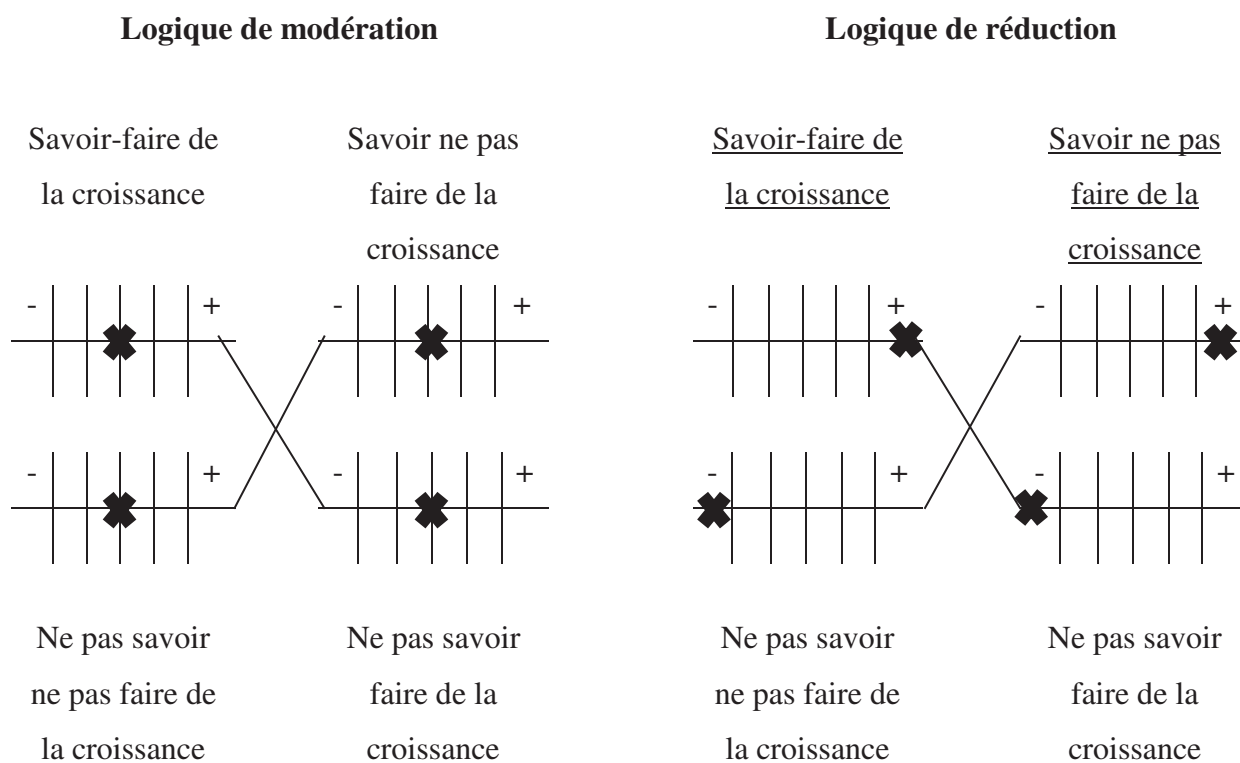 Logique de modération
Savoir-faire de
la croissance
Savoir ne pas
faire de la
croissance
- +
- +
- +
- +
Ne pas savoir
ne pas faire de
la croissance
Ne pas savoir
faire de la
croissance
Logique de réduction
Savoir-faire de
la croissance
Savoir ne pas
faire de la
croissance
- +
- +
- +
- +
Ne pas savoir
ne pas faire de
la croissance
Ne pas savoir
faire de la
croissance